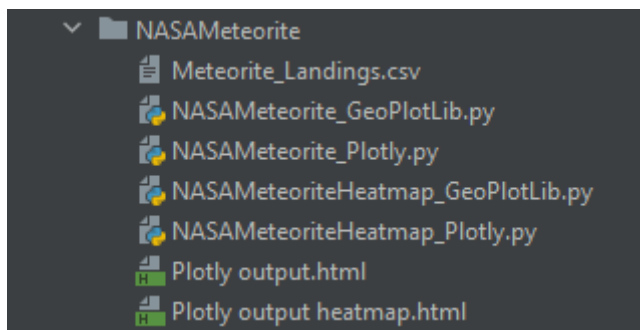 NASAMeteorite
Meteorite_Landings.csv
NASAMeteorite_GeoPlotLib.py
NASAMeteorite_Plotly.py
NASAMeteoriteHeatmap_GeoPlotLib.py
NASAMeteoriteHeatmap_Plotly.py
H Plotly output.html
H Plotly output heatmap.html